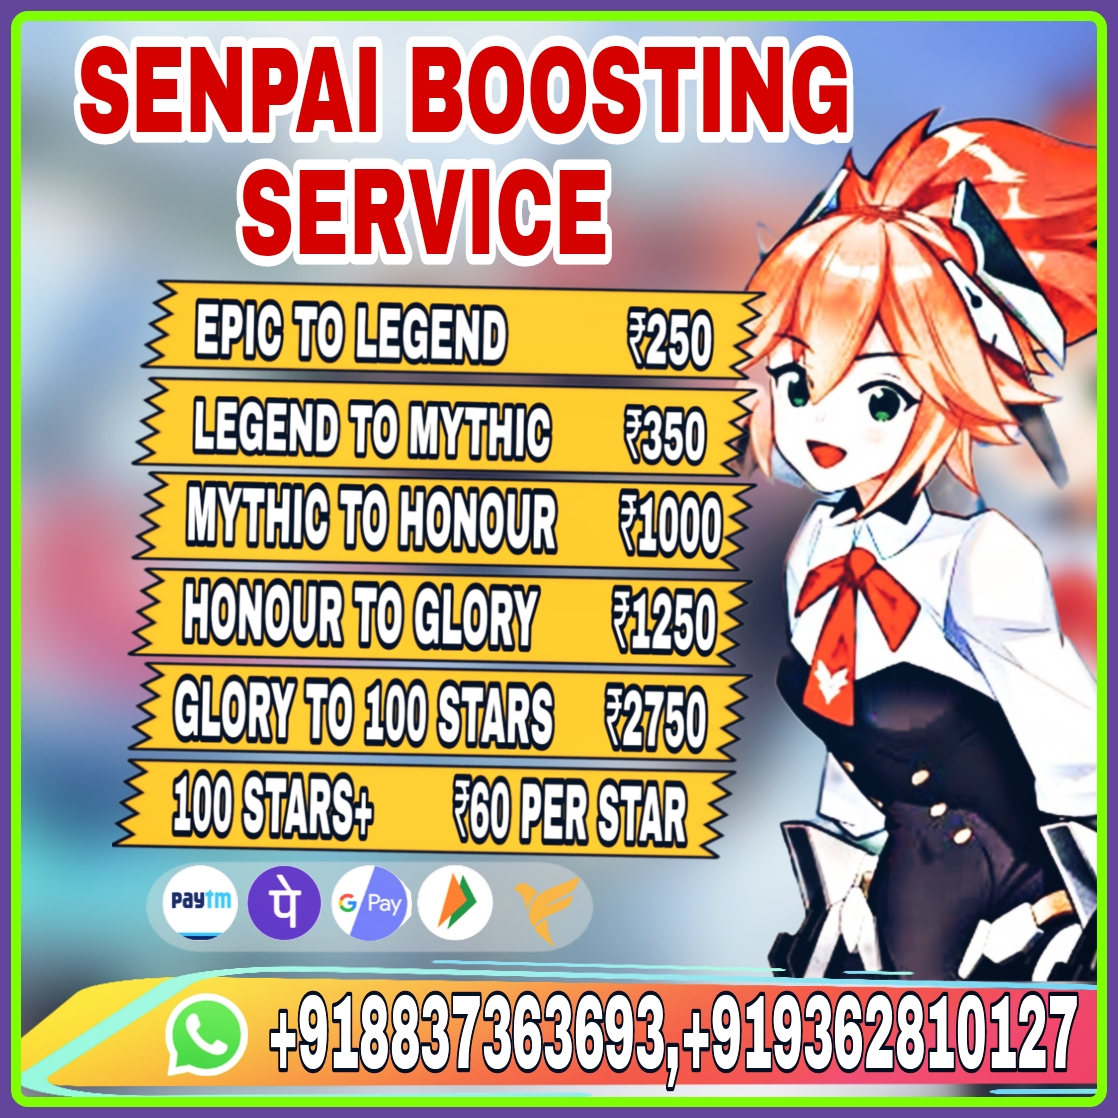 SENPAI BOOSTING
SERVICE
EPIC TO LEGEND ₹250
LEGEND TO MYTHIC ₹350
MYTHIC TO HONOUR ₹1000
HONOUR TO GLORY ₹1250
GLORY TO 100 STARS ₹2750
100 STARS+ ₹60 PER STAR
paytm पे G Pay
+918837363693,+919362810127